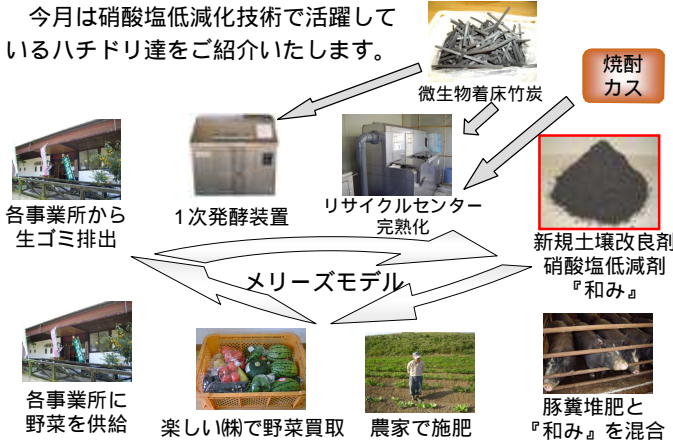 今月は硝酸塩低減化技術で活躍して
いるハチドリ達をご紹介いたします。
微生物着床竹炭
焼酎
カス
各事業所から
生ゴミ排出
1次発酵装置
リサイクルセンター
完熟化
新規土壌改良剤
硝酸塩低減剤
『和み』
メリーズモデル
各事業所に
野菜を供給
楽しい㈱で野菜買取
農家で施肥
豚糞堆肥と
『和み』を混合